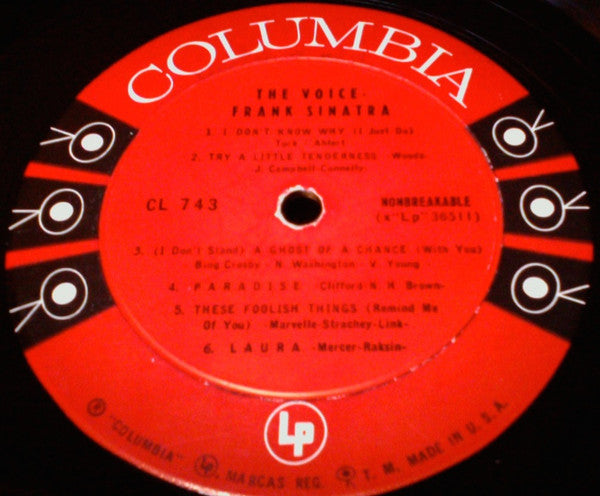 COLUMBIA
THE VOICE
FRANK SINATRA
1. I DON'T KNOW WHY (I Just Do)
Turk - Ahlert
2. TRY A LITTLE TENDERNESS -Woods-
J. Campbell-Connelly-
CL 743
NONBREAKABLE
(x"Lp"36511)
3. (I Don't Stand) A GHOST OF A CHANCE (With You)
Bing Crosby - N. Washington - V. Young
4. PARADISE -Clifford-N. H. Brown-
5. THESE FOOLISH THINGS (Remind Me
Of You) Marvelle-Strachey-Link-
6. LAURA -Mercer-Raksin-
Lp
® "COLUMBIA", MARCAS REG. T. M. MADE IN U.S.A.